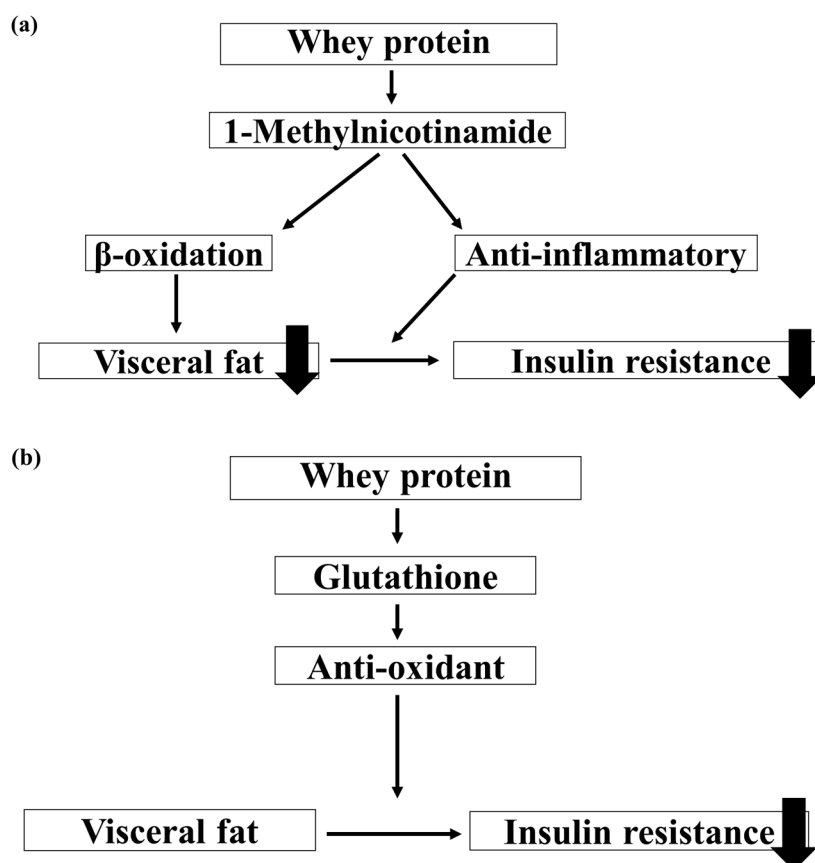 (a)
Whey protein
1-Methylnicotinamide
β-oxidation
Anti-inflammatory
Visceral fat
Insulin resistance
(b)
Whey protein
Glutathione
Anti-oxidant
Visceral fat
Insulin resistance